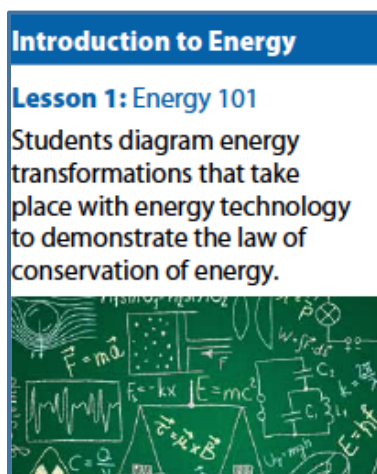 Introduction to Energy
Lesson 1: Energy 101
Students diagram energy
transformations that take
place with energy technology
to demonstrate the law of
conservation of energy.
F = ma
F = -kx
E=mc²
C = Q
E = hf